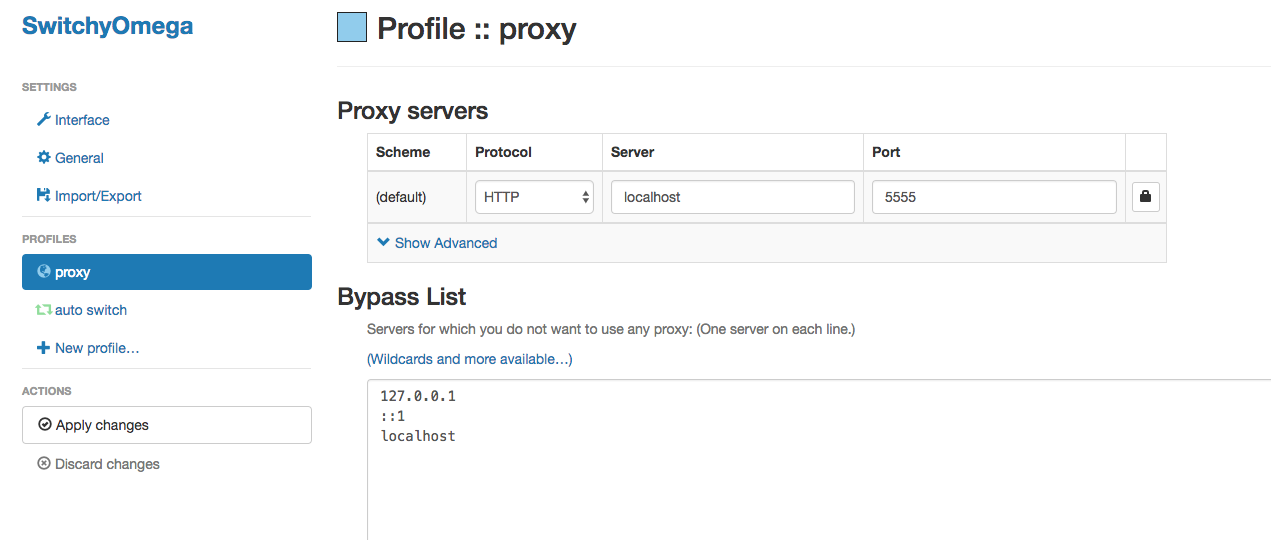 SwitchyOmega
SETTINGS
Interface
General
Import/Export
PROFILES
proxy
auto switch
New profile…
ACTIONS
Apply changes
Discard changes
Profile :: proxy
Proxy servers
Scheme Protocol Server Port
(default) HTTP localhost 5555
Show Advanced
Bypass List
Servers for which you do not want to use any proxy: (One server on each line.)
(Wildcards and more available…)
127.0.0.1
::1
localhost